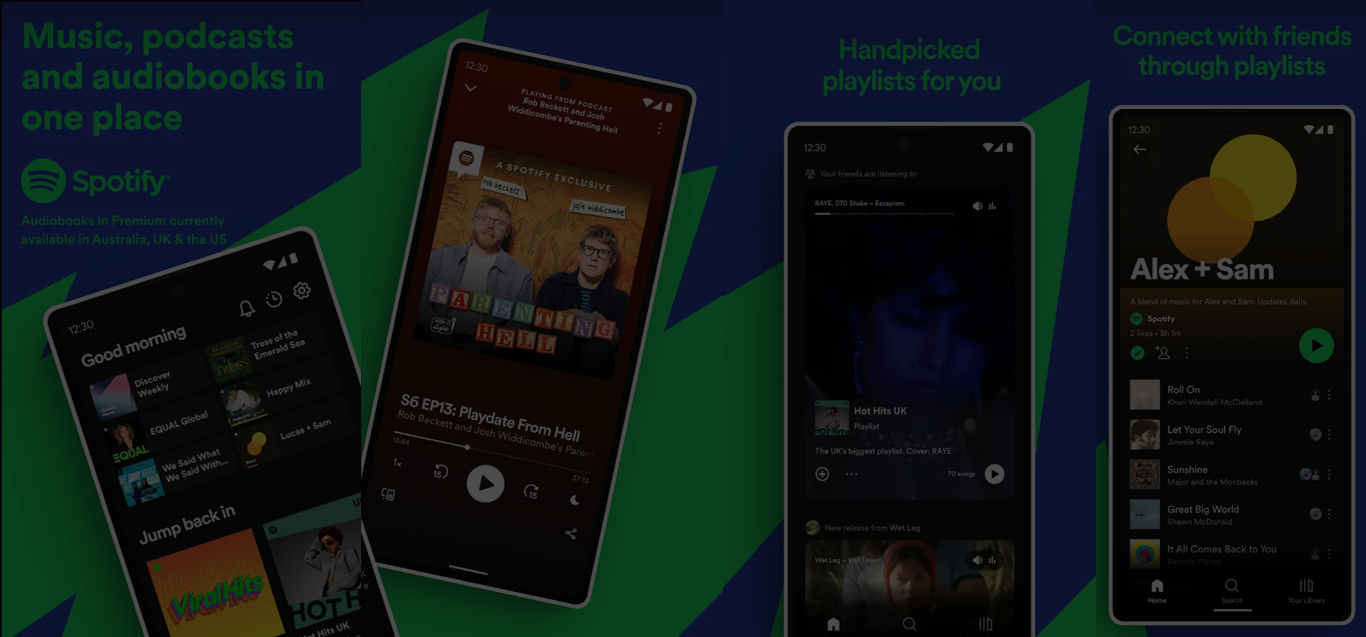 Music, podcasts
and audiobooks in
one place
Spotify
Audiobooks in Premium currently
available in Australia, UK & the US
12:30
Good morning
Discover
Weekly
Tress of the
Emerald Sea
EQUAL Global
Happy Mix
We Said What
We Said With...
Lucas + Sam
EQUAL
Jump back in
ViralHits
HOT H
Hot Hits UK
12:30
PLAYING FROM PODCAST
Rob Beckett and Josh
Widdicombe's Parenting Hell
A SPOTIFY EXCLUSIVE
rob beckett
josh widdicombe
PARENTING
HELL
S6 EP13: Playdate From Hell
Rob Beckett and Josh Widdicombe's Paren
13:44
37:13
1x
15
15
Handpicked
playlists for you
12:30
Your friends are listening to
RAYE, 070 Shake – Escapism.
Hot Hits UK
Playlist
The UK's biggest playlist. Cover: RAYE
70 songs
New release from Wet Leg
Wet Leg – Wet Dream
Connect with friends
through playlists
12:30
Alex + Sam
A blend of music for Alex and Sam. Updates daily.
Spotify
2 likes • 3h 1m
Roll On
Khari Wendell McClelland
Let Your Soul Fly
Jimmie Raye
Sunshine
Major and the Monbacks
Great Big World
Shawn McDonald
It All Comes Back to You
Remote Places
Home
Search
Your Library